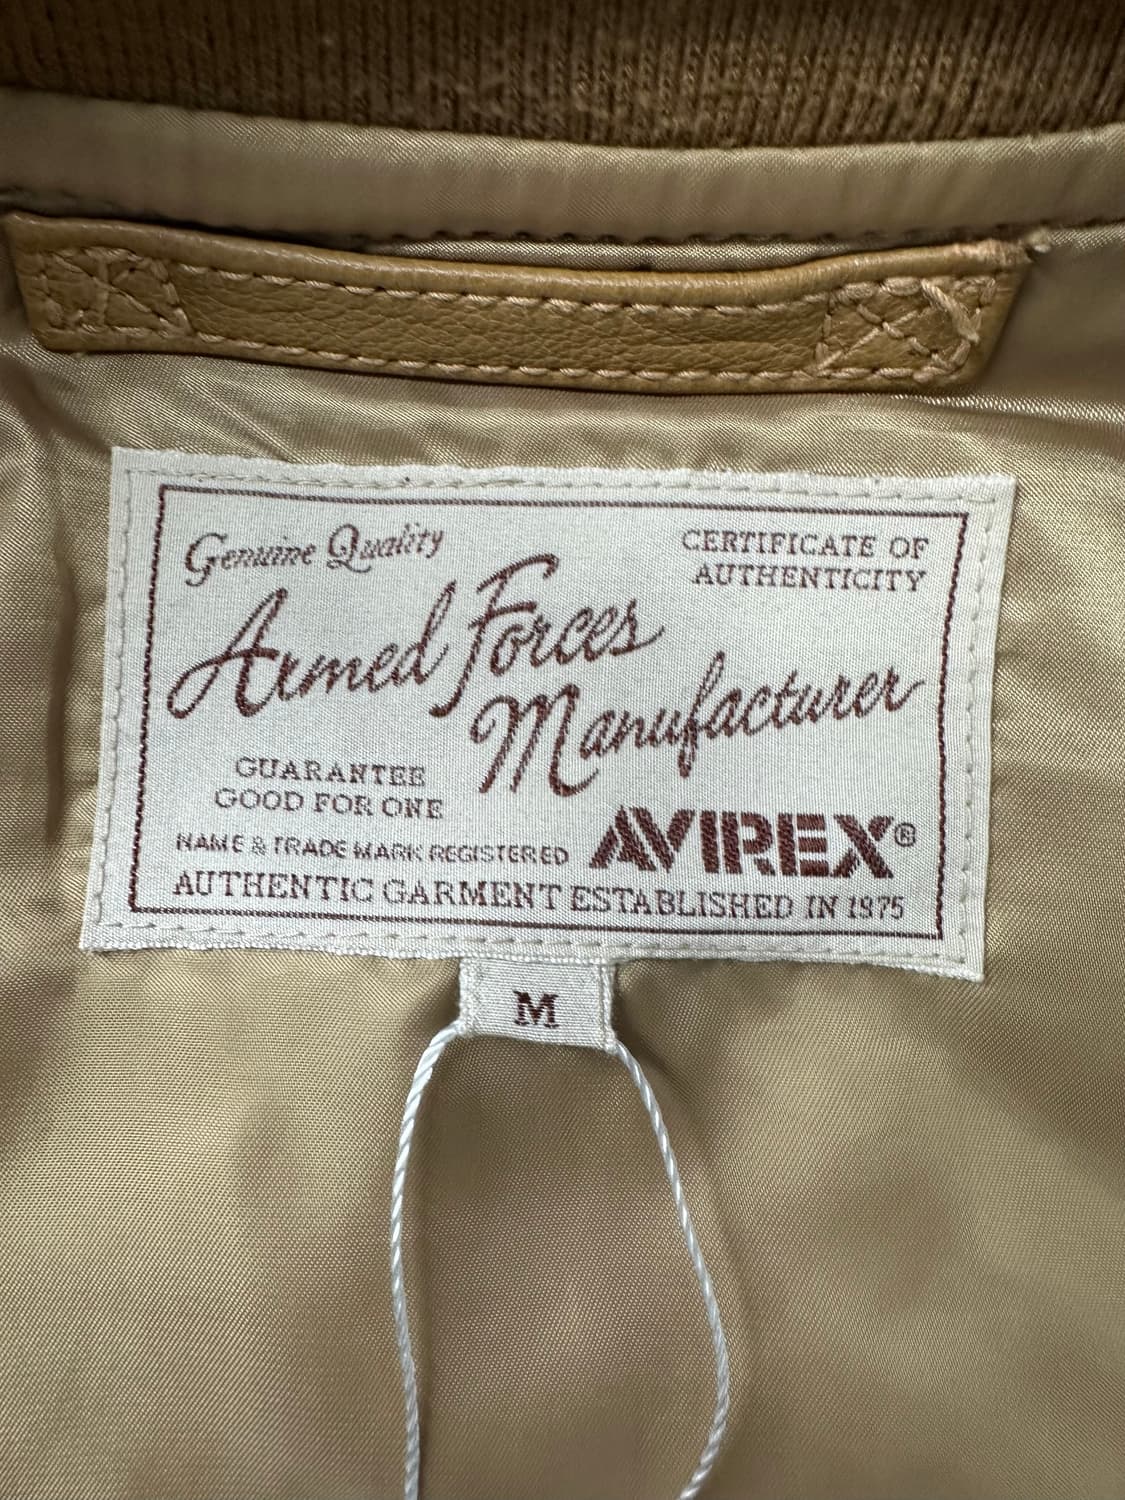 Genuine Quality
CERTIFICATE OF
AUTHENTICITY
Armed Forces
Manufacturer
GUARANTEE
GOOD FOR ONE
NAME & TRADE MARK REGISTERED
AVIREX®
AUTHENTIC GARMENT ESTABLISHED IN 1975
M